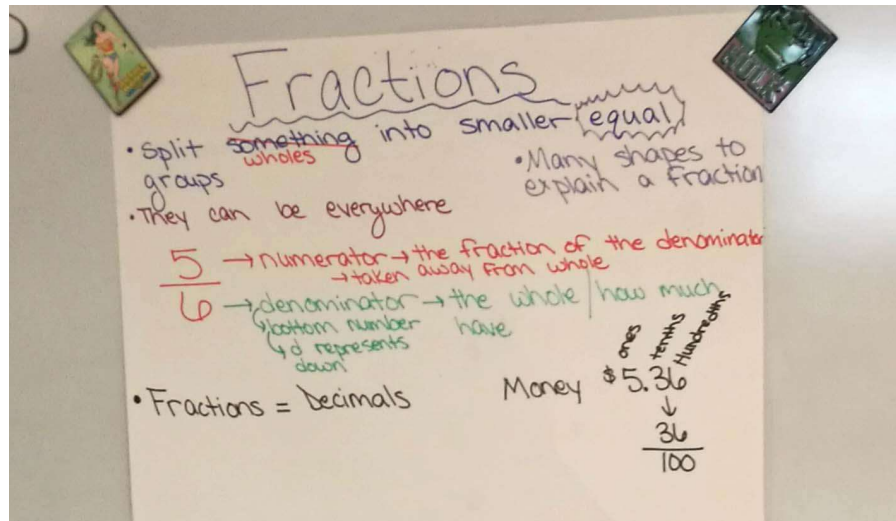 Fractions
• Split something into smaller equal
wholes
groups
• Many shapes to
explain a fraction
• They can be everywhere
5 → numerator → the fraction of the denominator
→ taken away from whole
6 → denominator → the whole / how much
have
↳ bottom number
↳ d represents
down
• Fractions = Decimals
ones tenths Hundredths
Money $5.36
↓
36
100